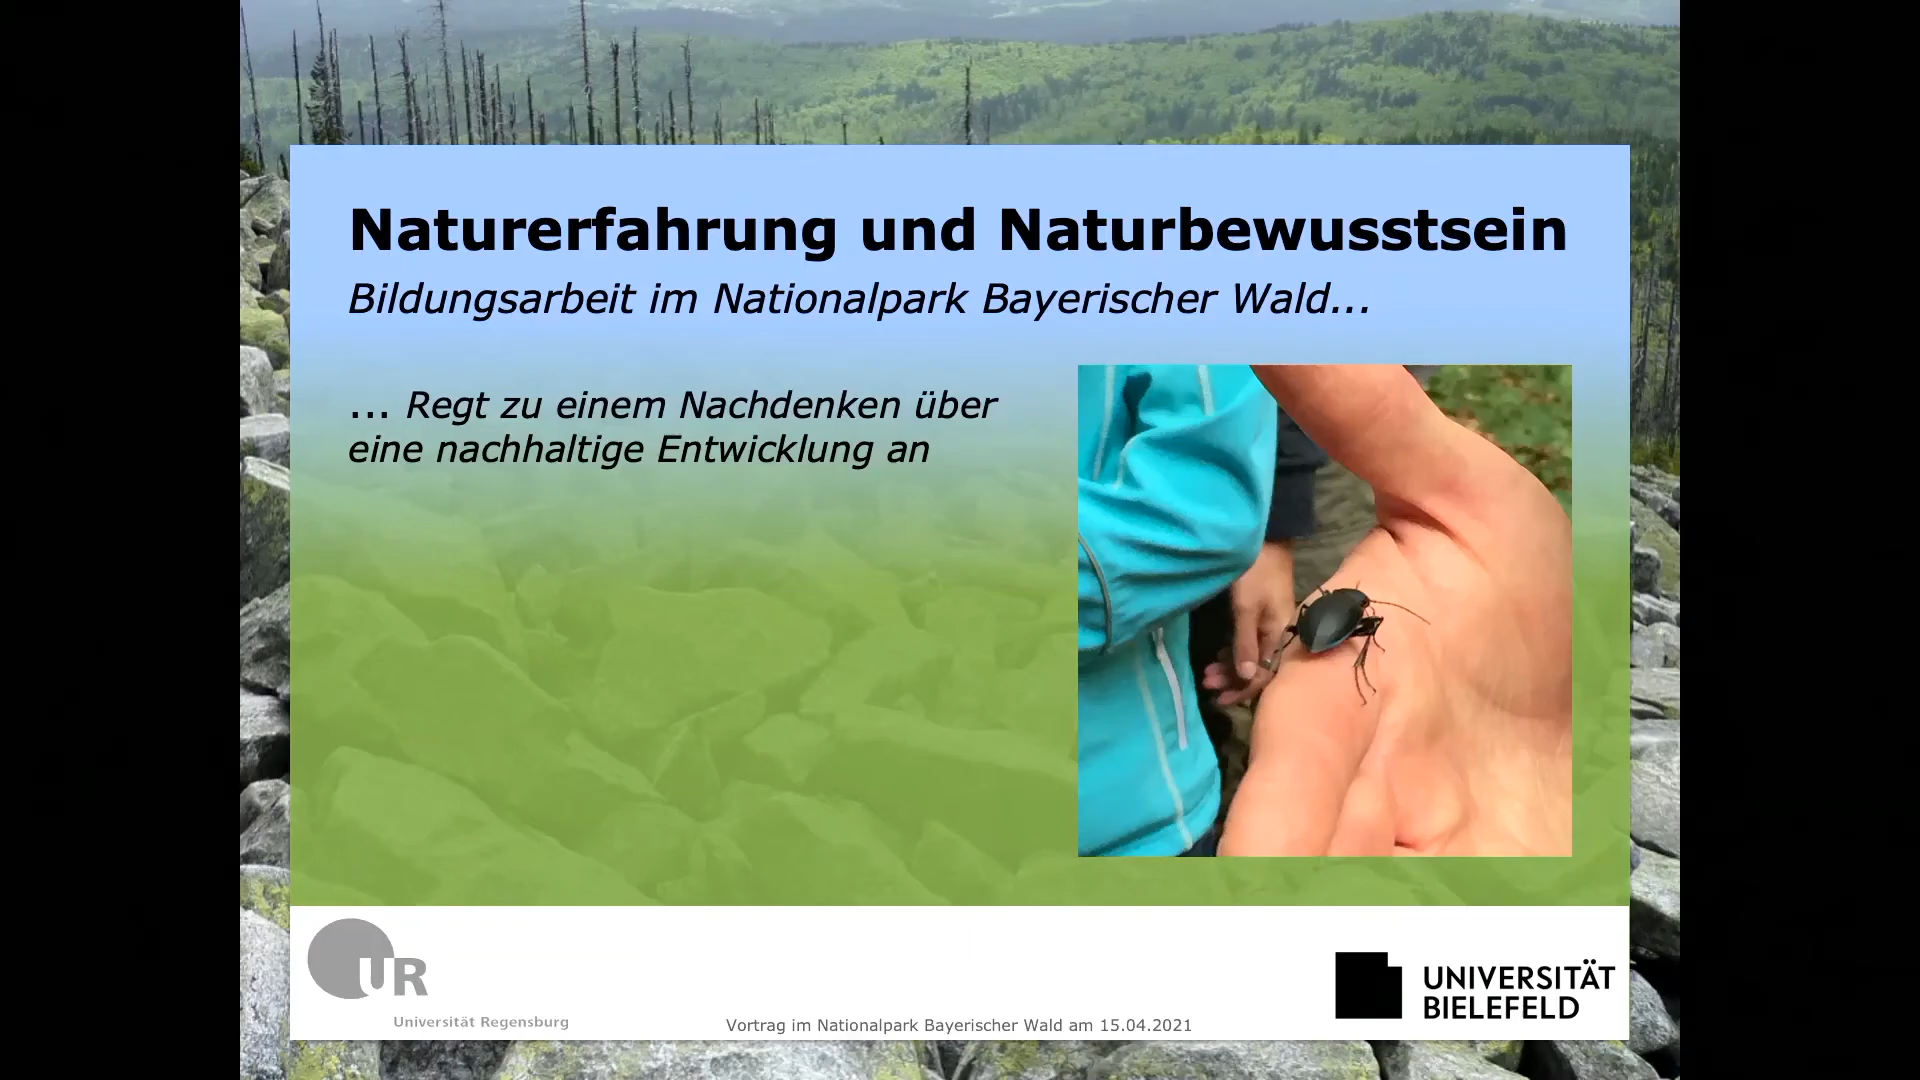 Naturerfahrung und Naturbewusstsein
Bildungsarbeit im Nationalpark Bayerischer Wald...
... Regt zu einem Nachdenken über
eine nachhaltige Entwicklung an
UR
Universität Regensburg
Vortrag im Nationalpark Bayerischer Wald am 15.04.2021
UNIVERSITÄT
BIELEFELD